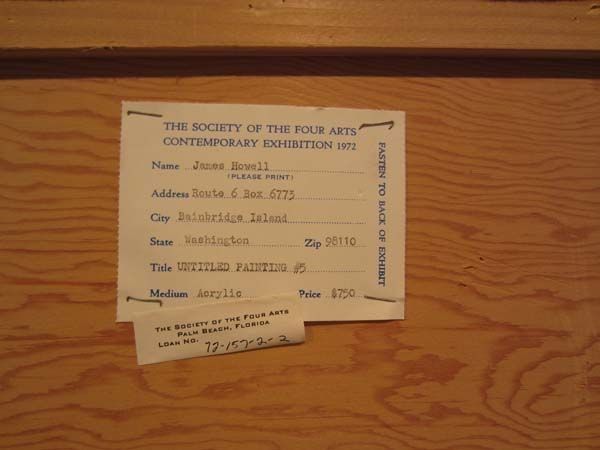 THE SOCIETY OF THE FOUR ARTS
CONTEMPORARY EXHIBITION 1972
Name James Howell
(PLEASE PRINT)
Address Route 6 Box 6775
City Bainbridge Island
State Washington Zip 98110
Title UNTITLED PAINTING #5
Medium Acrylic Price $750
FASTEN TO BACK OF EXHIBIT
THE SOCIETY OF THE FOUR ARTS
PALM BEACH, FLORIDA
LOAN NO. 72-157-2-2